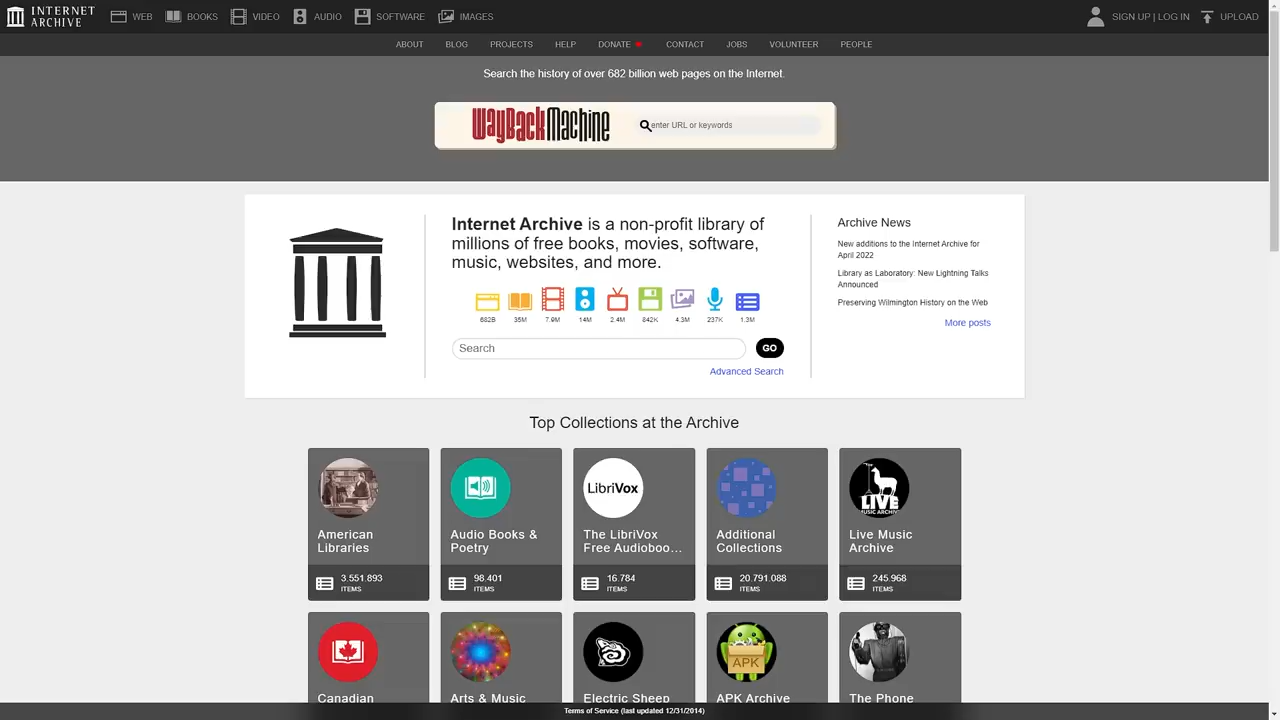 INTERNET ARCHIVE
WEB BOOKS VIDEO AUDIO SOFTWARE IMAGES
SIGN UP | LOG IN UPLOAD
ABOUT BLOG PROJECTS HELP DONATE CONTACT JOBS VOLUNTEER PEOPLE
Search the history of over 682 billion web pages on the Internet.
WayBackMachine
enter URL or keywords
Internet Archive is a non-profit library of
millions of free books, movies, software,
music, websites, and more.
682B 35M 7.9M 14M 2.4M 842K 4.3M 237K 1.3M
Search
GO
Advanced Search
Archive News
New additions to the Internet Archive for
April 2022
Library as Laboratory: New Lightning Talks
Announced
Preserving Wilmington History on the Web
More posts
Top Collections at the Archive
American
Libraries
3.551.893
ITEMS
Audio Books &
Poetry
98.401
ITEMS
LibriVox
The LibriVox
Free Audioboo...
16.784
ITEMS
Additional
Collections
20.791.088
ITEMS
LIVE
MUSIC ARCHIVE
Live Music
Archive
245.968
ITEMS
Canadian
Arts & Music
Electric Sheep
APK
APK Archive
The Phone
Terms of Service (last updated 12/31/2014)